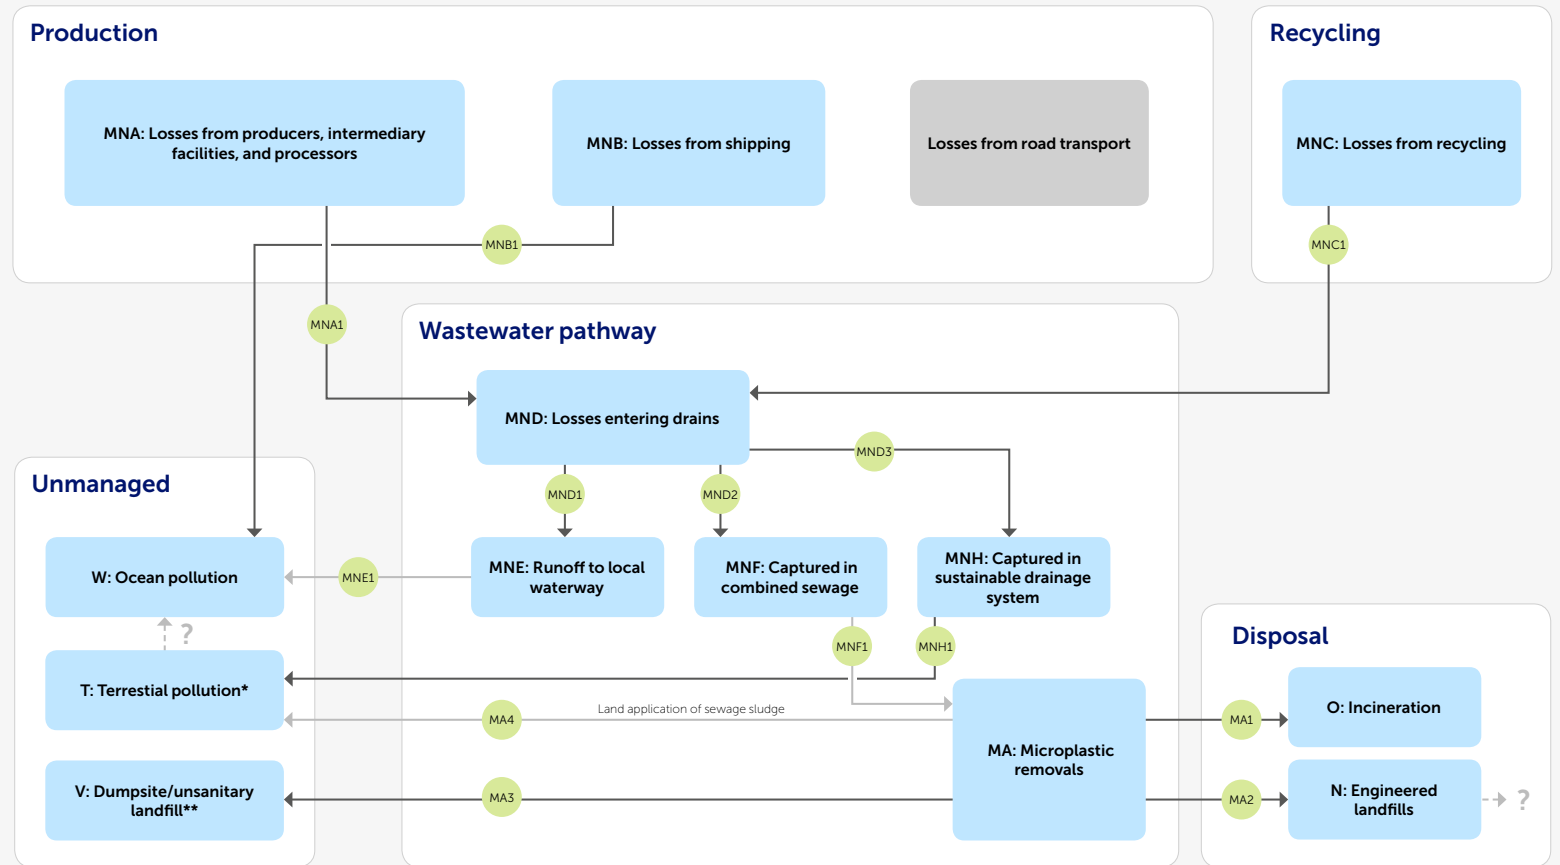 Production
Recycling
MNA: Losses from producers, intermediary
facilities, and processors
MNB: Losses from shipping
Losses from road transport
MNC: Losses from recycling
MNB1
MNC1
MNA1
Wastewater pathway
MND: Losses entering drains
MND3
MND1
MND2
Unmanaged
W: Ocean pollution
MNE1
MNE: Runoff to local
waterway
MNF: Captured in
combined sewage
MNH: Captured in
sustainable drainage
system
?
MNF1
MNH1
Disposal
T: Terrestial pollution*
MA4
Land application of sewage sludge
MA: Microplastic
removals
MA1
O: Incineration
V: Dumpsite/unsanitary
landfill**
MA3
MA2
N: Engineered
landfills
?